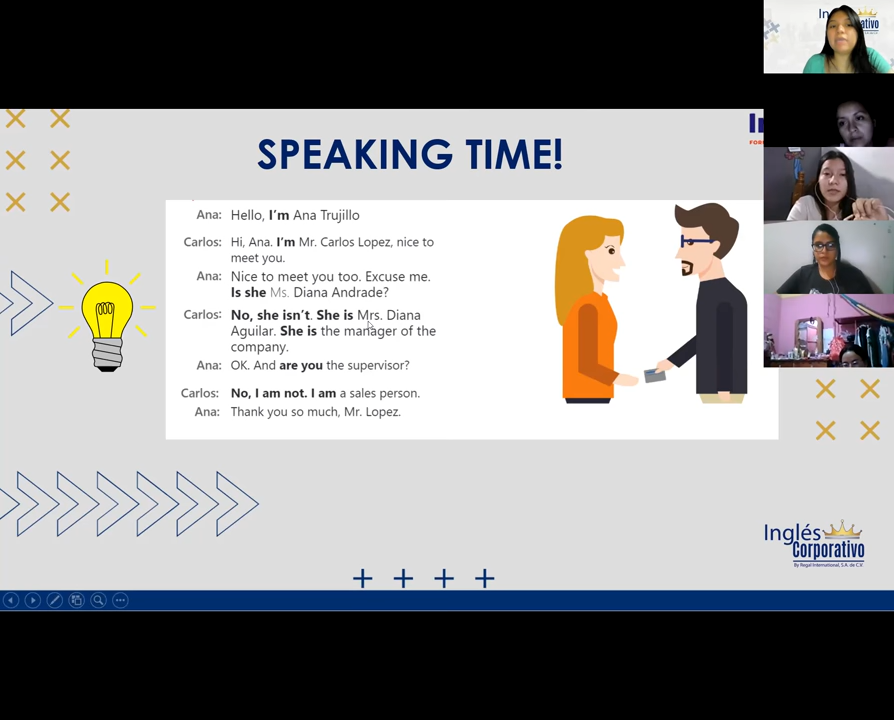 SPEAKING TIME!
Ana: Hello, I'm Ana Trujillo
Carlos: Hi, Ana. I'm Mr. Carlos Lopez, nice to
meet you.
Ana: Nice to meet you too. Excuse me.
Is she Ms. Diana Andrade?
Carlos: No, she isn´t. She is Mrs. Diana
Aguilar. She is the manager of the
company.
Ana: OK. And are you the supervisor?
Carlos: No, I am not. I am a sales person.
Ana: Thank you so much, Mr. Lopez.
Inglés
Corporativo
By Regal International, S.A. de C.V.